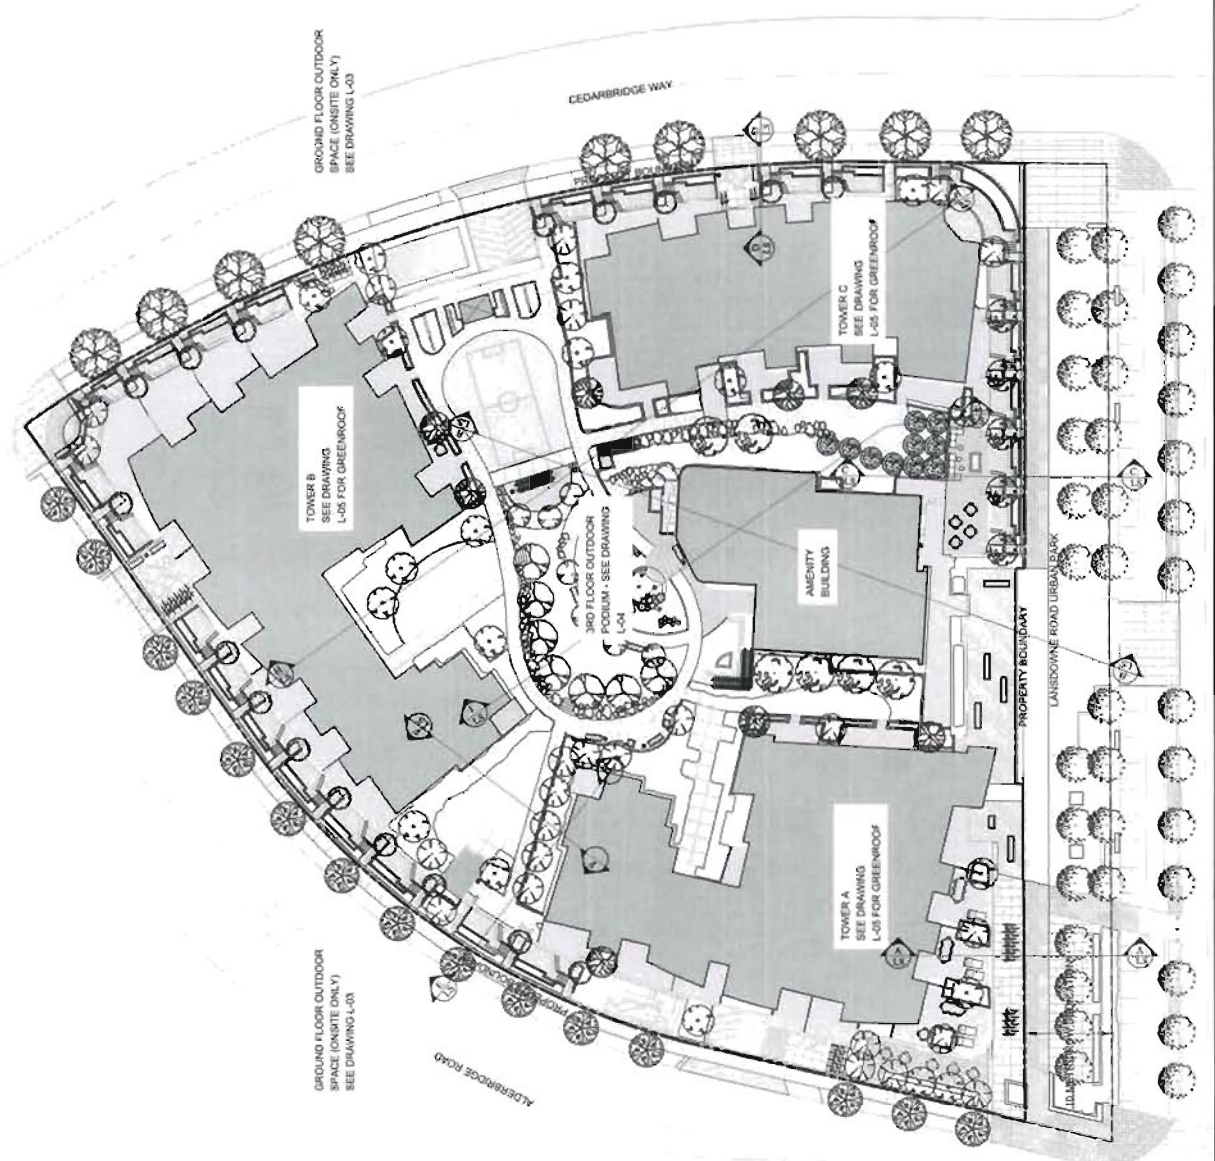 GROUND FLOOR OUTDOOR
SPACE (ONSITE ONLY)
SEE DRAWING L-03
CEDARBRIDGE WAY
TOWER C
SEE DRAWING
L-05 FOR GREENROOF
TOWER B
SEE DRAWING
L-05 FOR GREENROOF
3RD FLOOR OUTDOOR
PODIUM - SEE DRAWING
L-04
AMENITY
BUILDING
PROPERTY BOUNDARY
LANSDOWNE ROAD URBAN PARK
TOWER A
SEE DRAWING
L-05 FOR GREENROOF
GROUND FLOOR OUTDOOR
SPACE (ONSITE ONLY)
SEE DRAWING L-03
ALDERBRIDGE ROAD